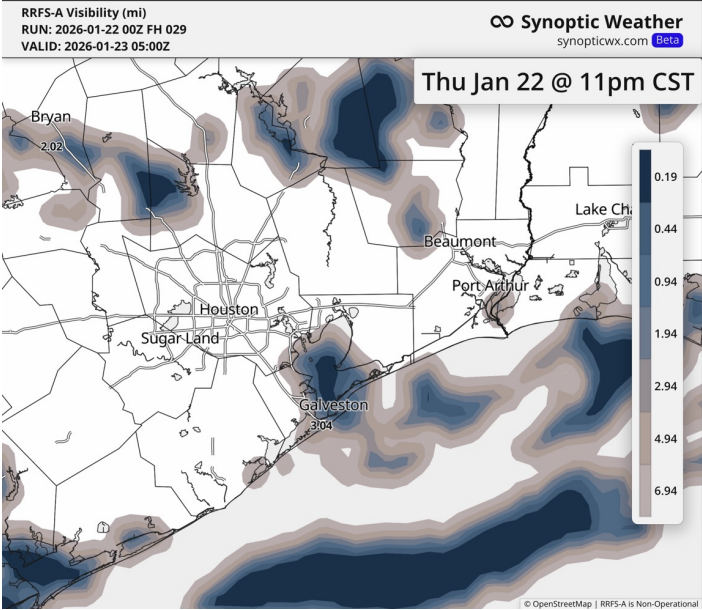 RRFS-A Visibility (mi)
RUN: 2026-01-22 00Z FH 029
VALID: 2026-01-23 05:00Z
Synoptic Weather
synopticwx.com Beta
Thu Jan 22 @ 11pm CST
Bryan
2.02
0.19
Lake Cha
0.44
Beaumont
0.94
Port Arthur
Houston
1.94
Sugar Land
2.94
Galveston
3.04
4.94
6.94
© OpenStreetMap | RRFS-A is Non-Operational